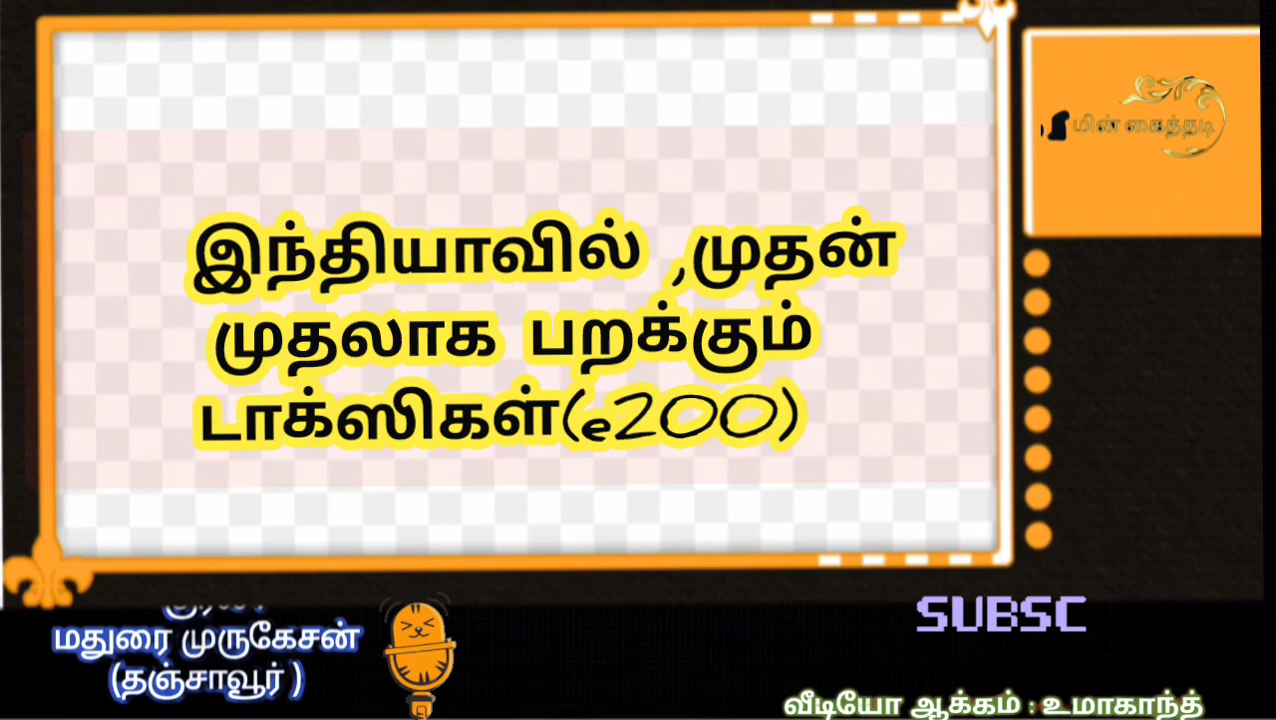 மின் கைத்தடி
இந்தியாவில் ,முதன்
முதலாக பறக்கும்
டாக்ஸிகள்(e200)
மதுரை முருகேசன்
(தஞ்சாவூர் )
SUBSC
வீடியோ ஆக்கம் : உமாகாந்த்